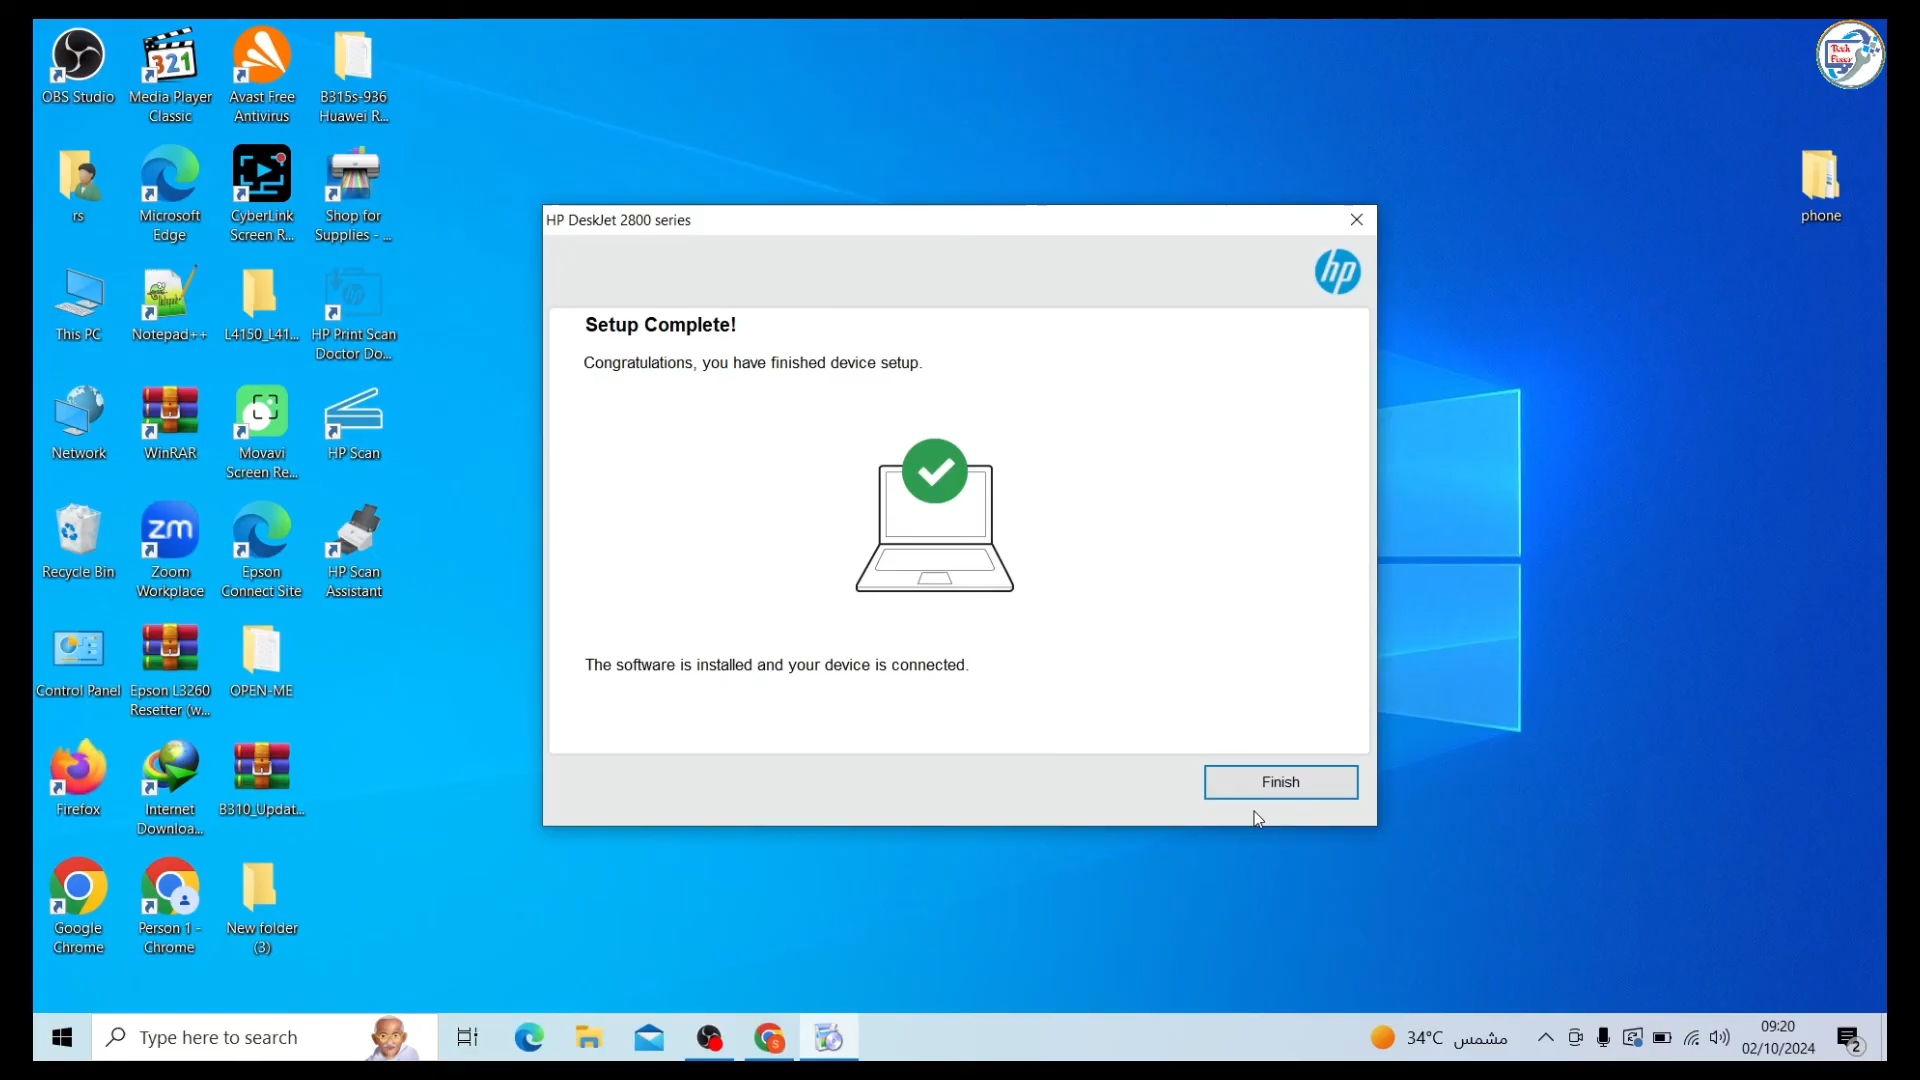 OBS Studio
Media Player
Classic
321
Avast Free
Antivirus
B315s-936
Huawei R...
Tech
Fixer
rs
Microsoft
Edge
CyberLink
Screen R...
Shop for
Supplies - ...
phone
This PC
Notepad++
L4150_L41...
HP Print Scan
Doctor Do...
Network
WinRAR
Movavi
Screen Re...
HP Scan
Recycle Bin
zm
Zoom
Workplace
Epson
Connect Site
HP Scan
Assistant
Control Panel
Epson L3260
Resetter (w...
OPEN-ME
Firefox
Internet
Downloa...
B310_Updat...
Google
Chrome
Person 1 -
Chrome
New folder
(3)
HP DeskJet 2800 series
hp
Setup Complete!
Congratulations, you have finished device setup.
The software is installed and your device is connected.
Finish
Type here to search
S
34°C مشمس
09:20
02/10/2024
2